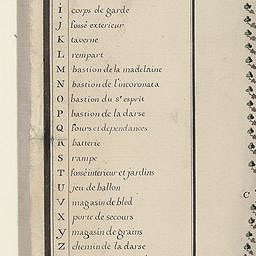 i corps de garde
j fossé exterieur
K taverne
L rempart
M bastion de la madelaine
N bastion de l'incoronata
O bastion du st esprit
P bastion de la darse
Q fours et dependances
R batterie
S rampe
T fossé interieur et jardins
U jeu de ballon
V magasin de bled
X porte de secours
y magasin de grains
Z chemin de la darse
C